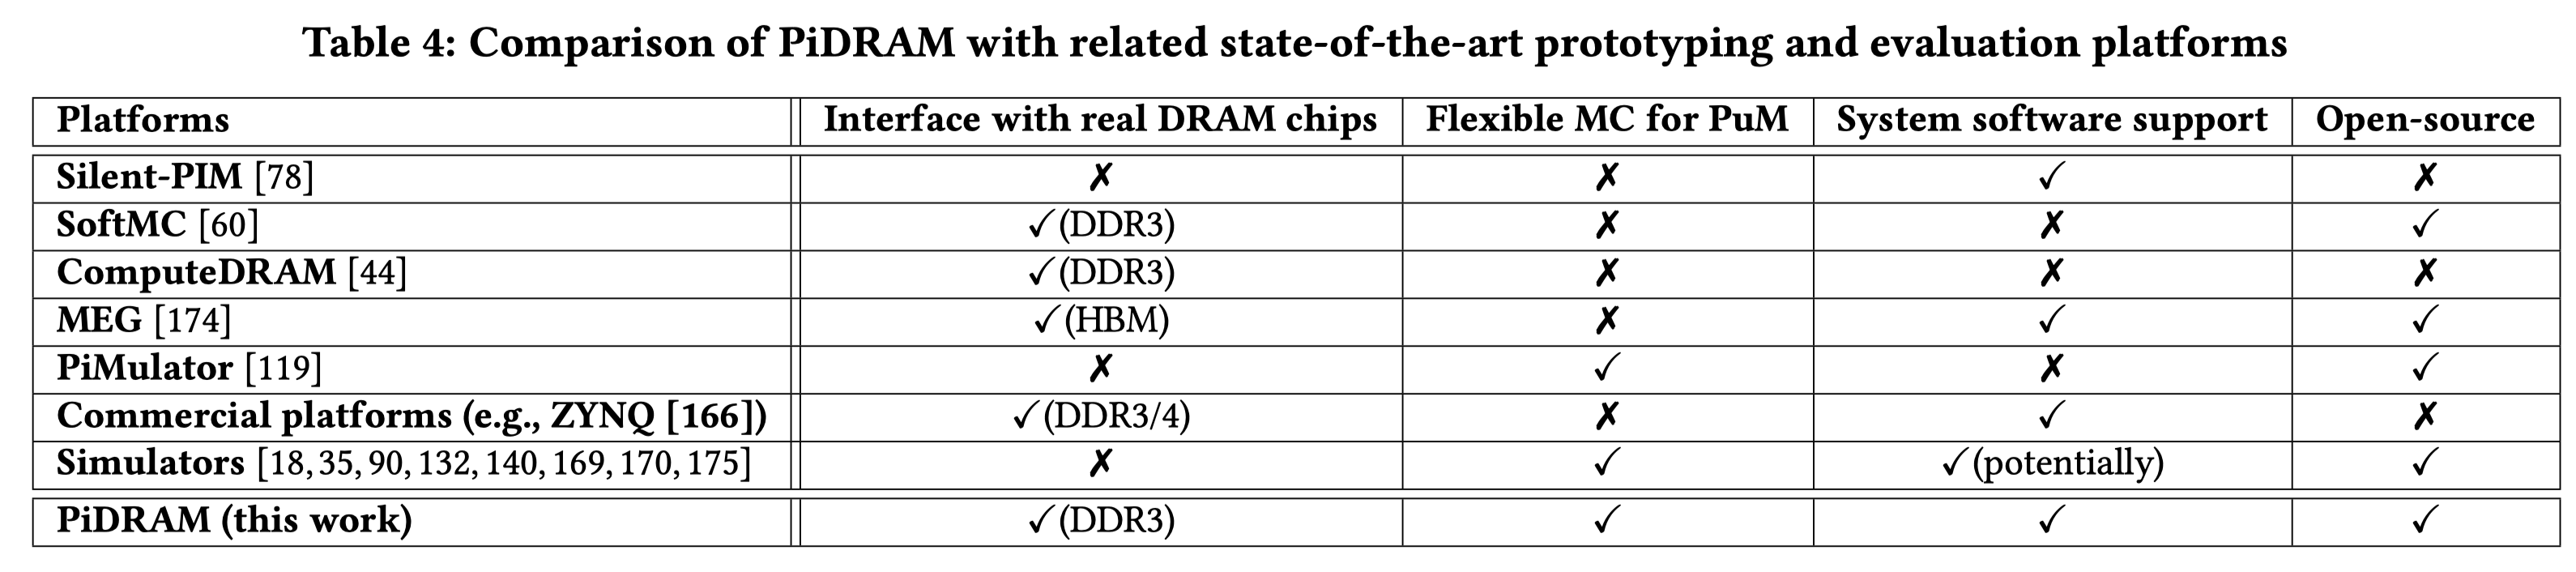 Table 4: Comparison of PiDRAM with related state-of-the-art prototyping and evaluation platforms
Platforms Interface with real DRAM chips Flexible MC for PuM System software support Open-source
Silent-PIM [78] ✗ ✗ ✓ ✗
SoftMC [60] ✓(DDR3) ✗ ✗ ✓
ComputeDRAM [44] ✓(DDR3) ✗ ✗ ✗
MEG [174] ✓(HBM) ✗ ✓ ✓
PiMulator [119] ✗ ✓ ✗ ✓
Commercial platforms (e.g., ZYNQ [166]) ✓(DDR3/4) ✗ ✓ ✗
Simulators [18, 35, 90, 132, 140, 169, 170, 175] ✗ ✓ ✓(potentially) ✓
PiDRAM (this work) ✓(DDR3) ✓ ✓ ✓